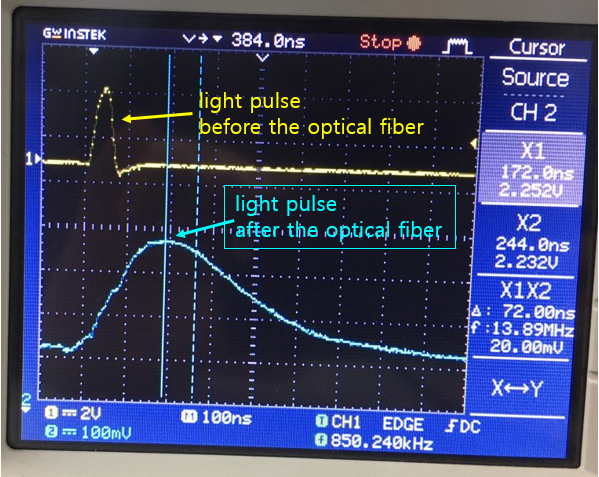 GWINSTEK
384.0ns
Stop
Cursor
Source
CH 2
X1
172.0ns
2.252V
X2
244.0ns
2.232V
X1X2
Δ: 72.00ns
f:13.89MHz
20.00mV
X↔Y
light pulse
before the optical fiber
1
light pulse
after the optical fiber
2
1 2V
M 100ns
T CH1 EDGE DC
2 100mV
f 850.240kHz